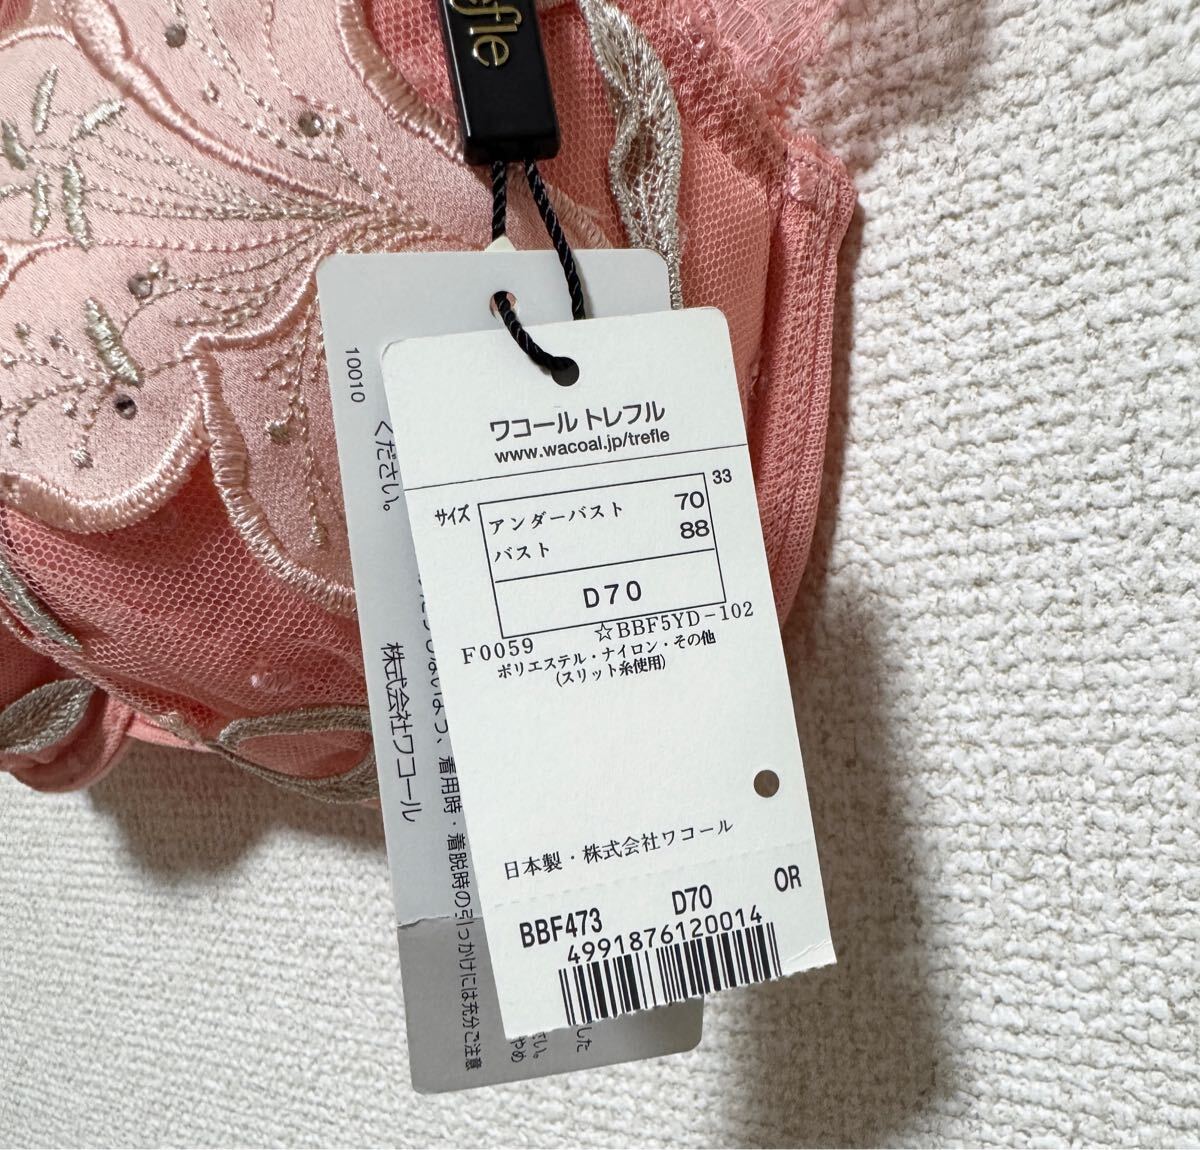 efle
ワコール トレフル
www.wacoal.jp/trefle
33
サイズ
アンダーバスト 70
バスト 88
D70
F0059 ☆BBF5YD-102
ポリエステル・ナイロン・その他
(スリット糸使用)
日本製・株式会社ワコール
BBF473 D70 OR
4991876120014
10010
ください。
株式会社ワコール
、着用時・着脱時の引っかけには充分ご注意
した